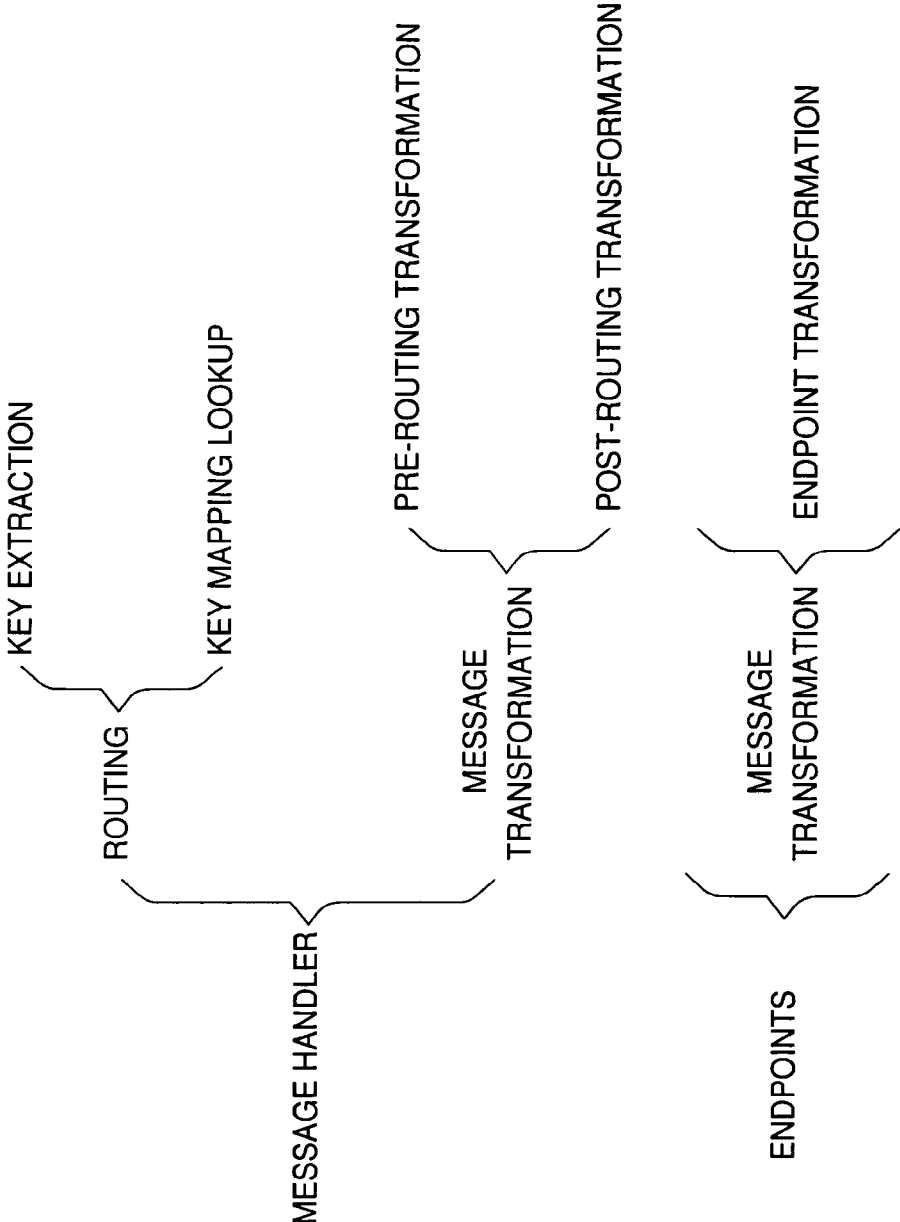 KEY EXTRACTION
ROUTING
KEY MAPPING LOOKUP
MESSAGE HANDLER
PRE-ROUTING TRANSFORMATION
MESSAGE
TRANSFORMATION
POST-ROUTING TRANSFORMATION
ENDPOINTS
MESSAGE
TRANSFORMATION
ENDPOINT TRANSFORMATION